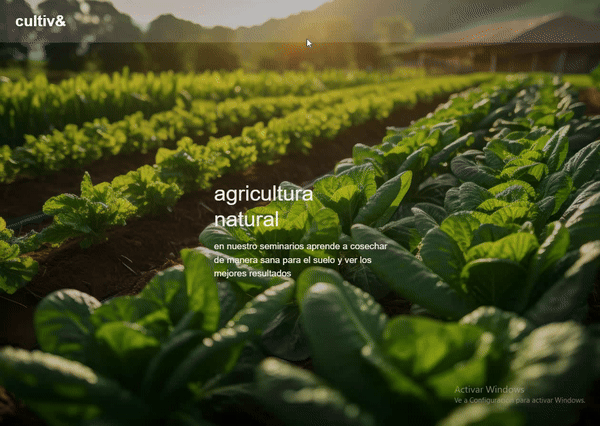 cultiv&
agricultura
natural
en nuestro seminarios aprende a cosechar
de manera sana para el suelo y ver los
mejores resultados
Activar Windows
Ve a Configuración para activar Windows.